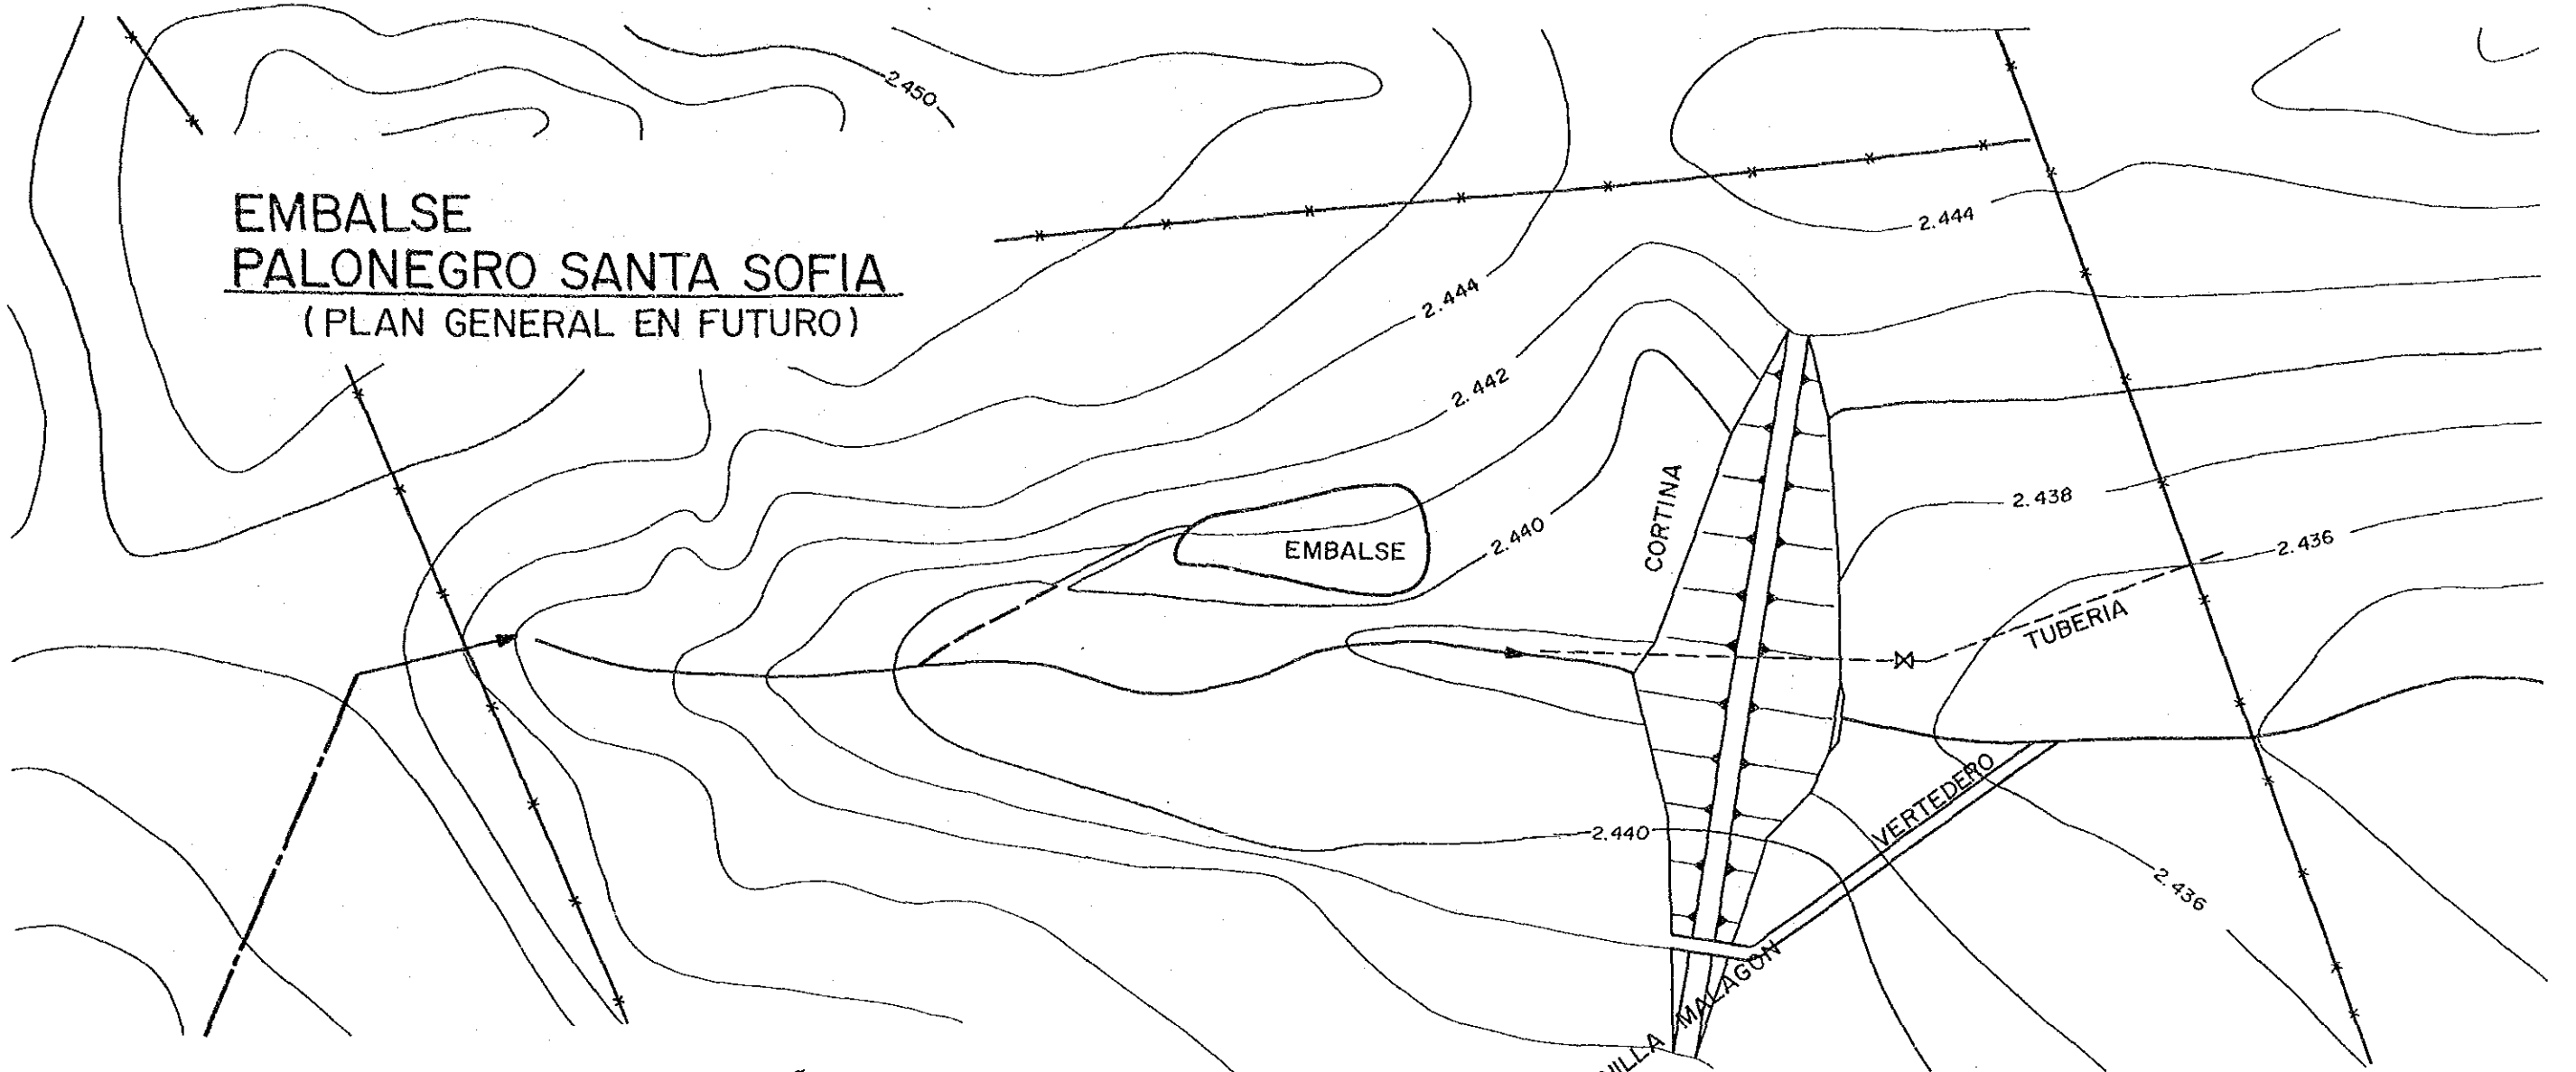 2.450
EMBALSE
PALONEGRO SANTA SOFIA
(PLAN GENERAL EN FUTURO)
2.444
2.444
2.442
CORTINA
2.438
2.440
EMBALSE
2.436
TUBERIA
VERTEDERO
2.440
2.436
MALAGON